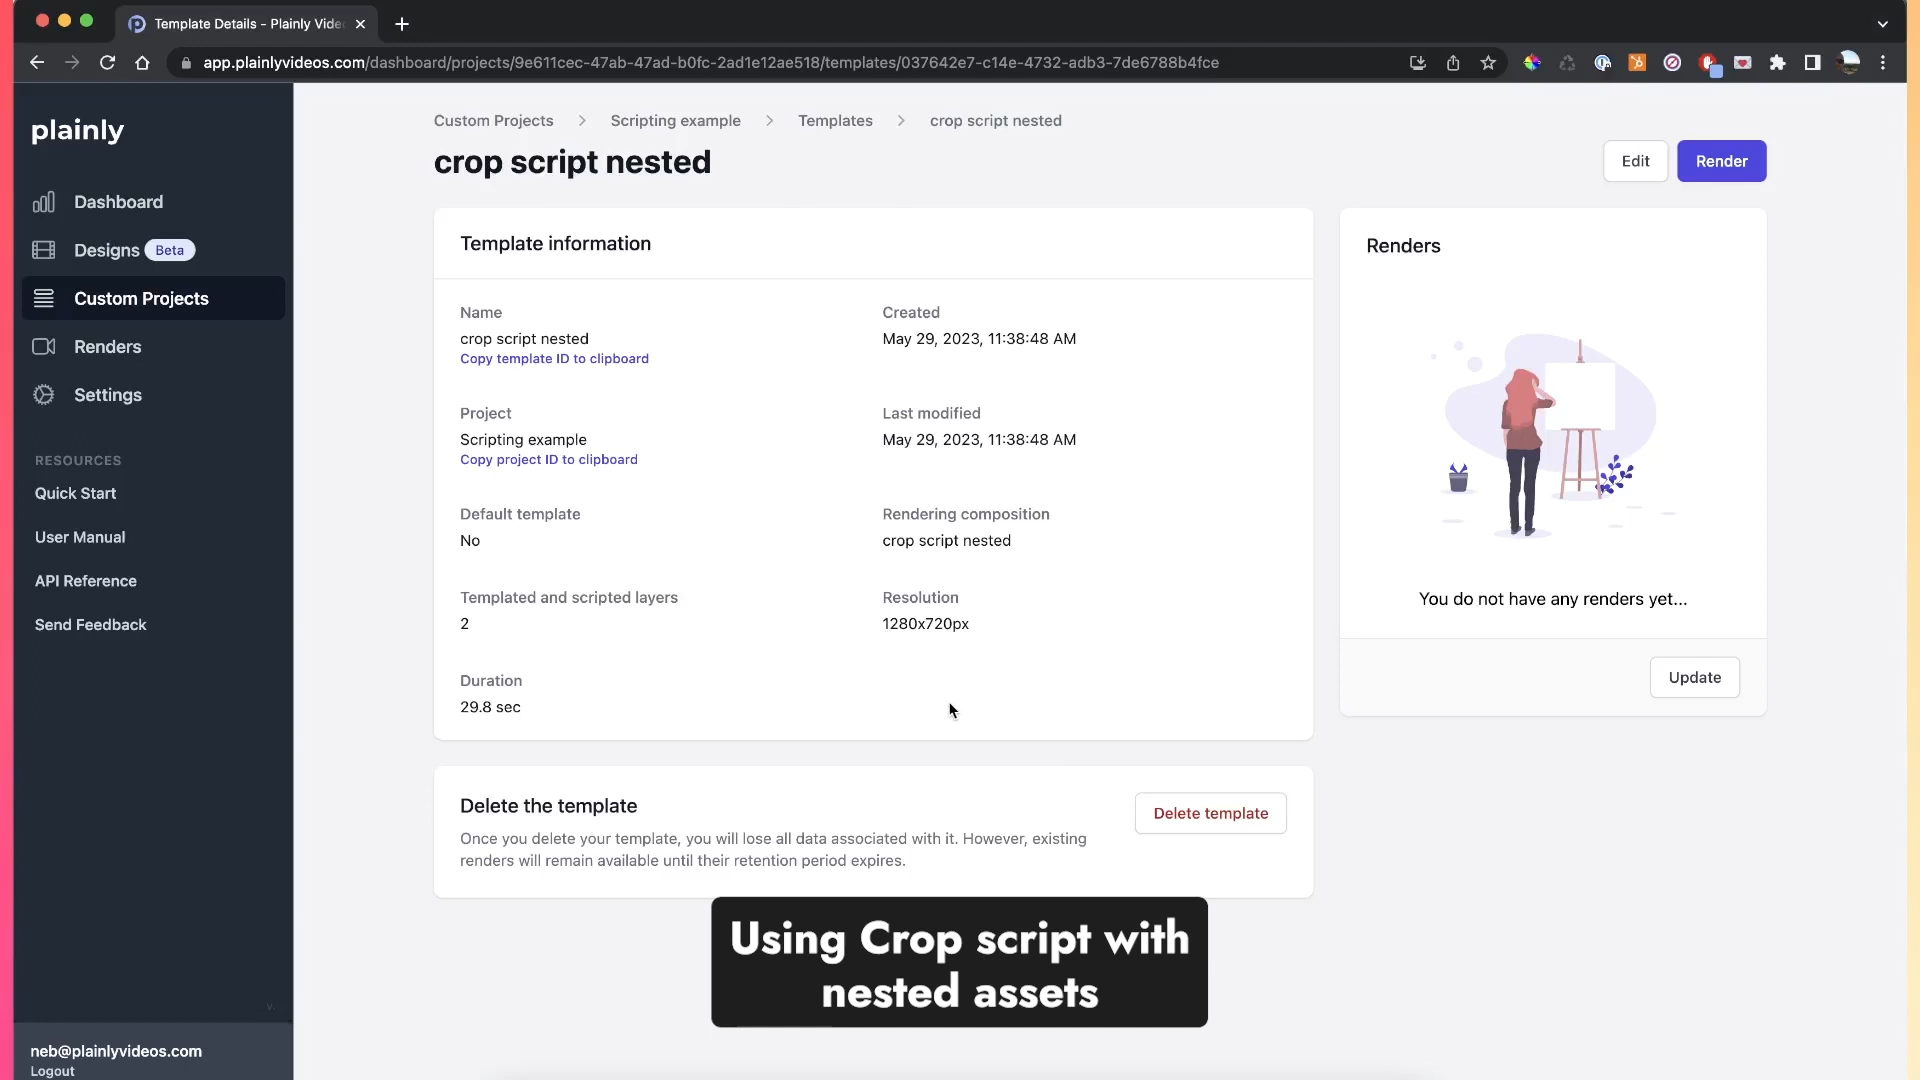 Template Details - Plainly Vide
app.plainlyvideos.com/dashboard/projects/9e611cec-47ab-47ad-b0fc-2ad1e12ae518/templates/037642e7-c14e-4732-adb3-7de6788b4fce
plainly
Dashboard
Designs Beta
Custom Projects
Renders
Settings
RESOURCES
Quick Start
User Manual
API Reference
Send Feedback
v.
neb@plainlyvideos.com
Logout
Custom Projects > Scripting example > Templates > crop script nested
crop script nested
Edit
Render
Template information
Name
crop script nested
Copy template ID to clipboard
Created
May 29, 2023, 11:38:48 AM
Project
Scripting example
Copy project ID to clipboard
Last modified
May 29, 2023, 11:38:48 AM
Default template
No
Rendering composition
crop script nested
Templated and scripted layers
2
Resolution
1280x720px
Duration
29.8 sec
Renders
You do not have any renders yet...
Update
Delete the template
Once you delete your template, you will lose all data associated with it. However, existing
renders will remain available until their retention period expires.
Delete template
Using Crop script with
nested assets